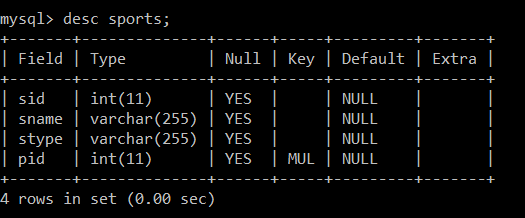 mysql> desc sports;
+--------+--------------+------+-----+---------+-------+
| Field | Type | Null | Key | Default | Extra |
+--------+--------------+------+-----+---------+-------+
| sid | int(11) | YES | | NULL | |
| sname | varchar(255) | YES | | NULL | |
| stype | varchar(255) | YES | | NULL | |
| pid | int(11) | YES | MUL | NULL | |
+--------+--------------+------+-----+---------+-------+
4 rows in set (0.00 sec)